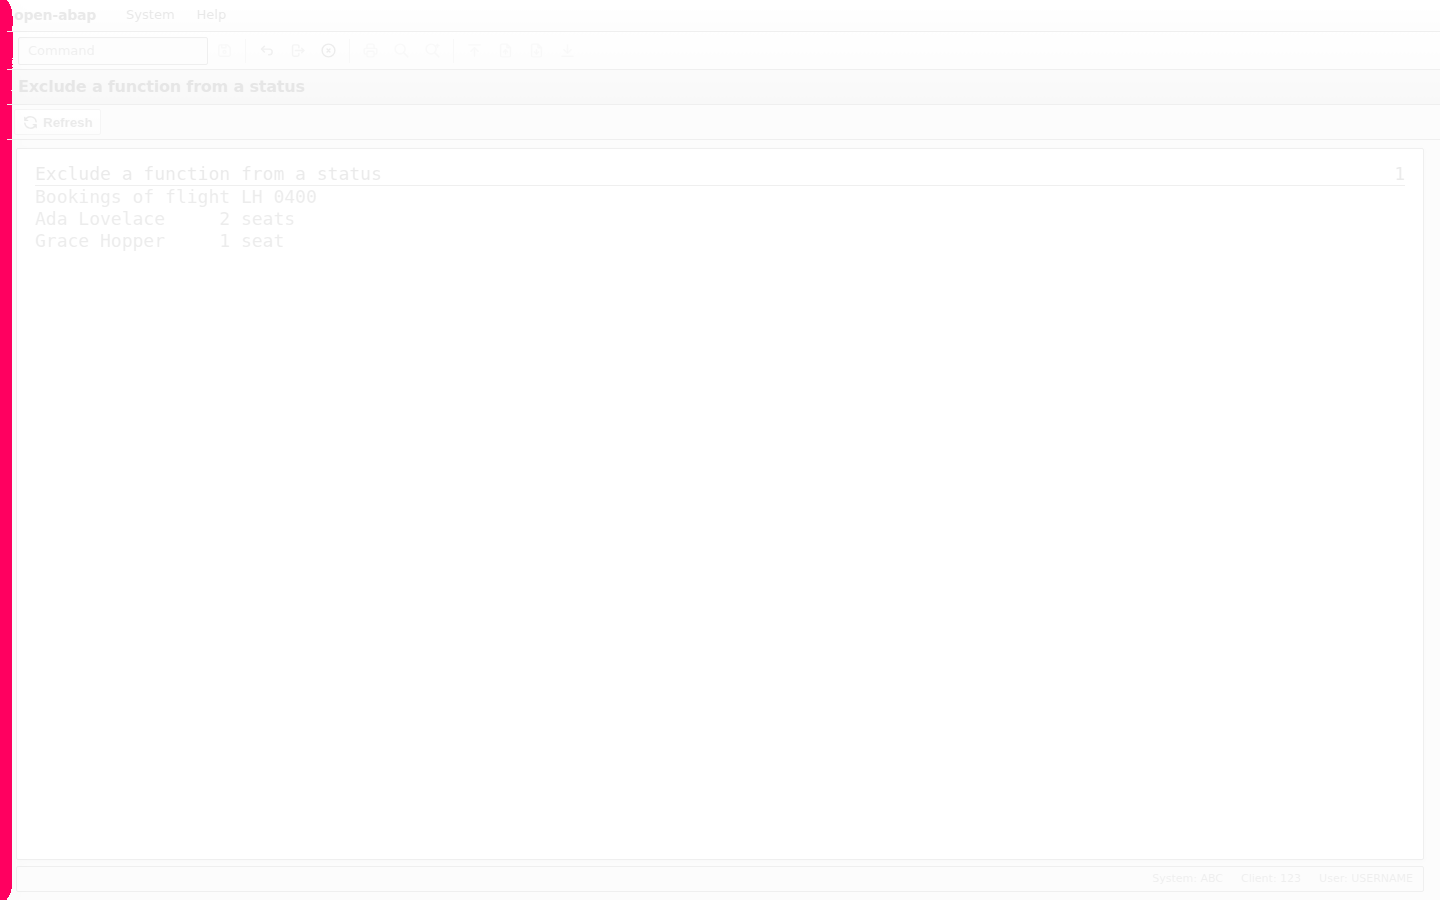 open-abap System Help
Command
Exclude a function from a status
Refresh
Exclude a function from a status 1
Bookings of flight LH 0400
Ada Lovelace 2 seats
Grace Hopper 1 seat
System: ABC Client: 123 User: USERNAME